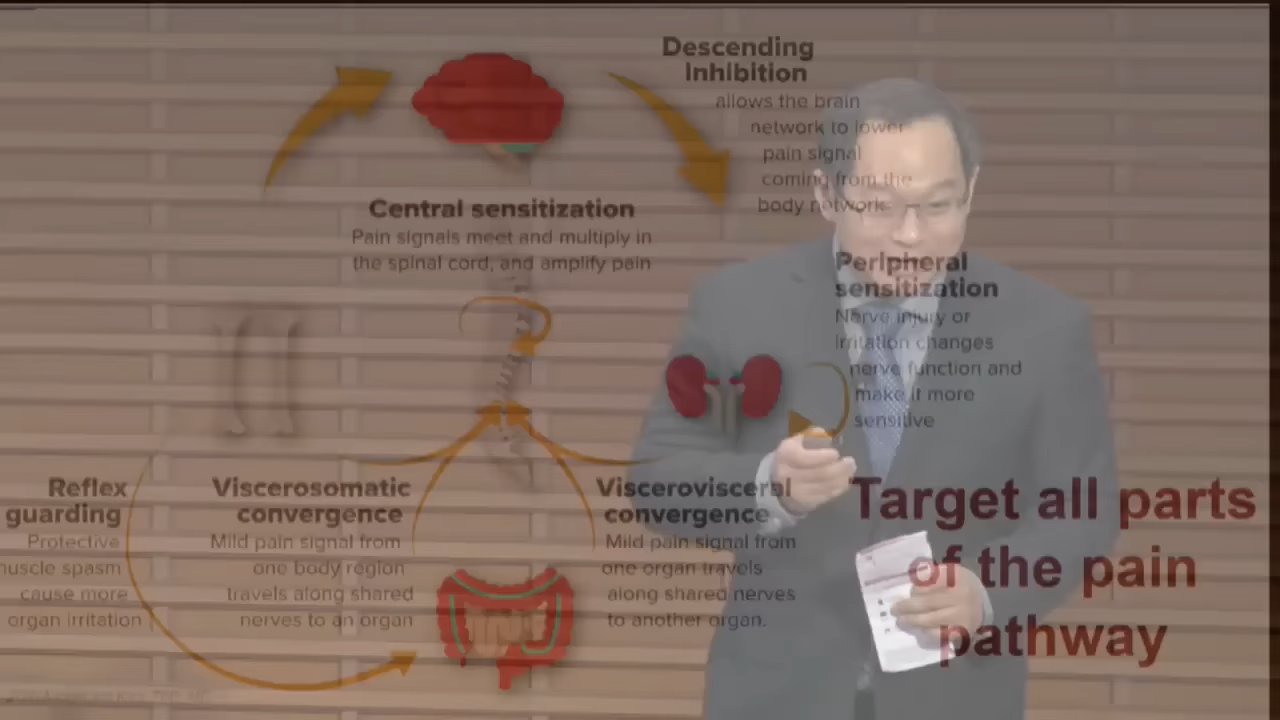 Descending
Inhibition
allows the brain
network to lower
pain signal
coming from the
body network
Central sensitization
Pain signals meet and multiply in
the spinal cord, and amplify pain
Peripheral
sensitization
Nerve injury or
irritation changes
nerve function and
make it more
sensitive
Reflex
guarding
Protective
muscle spasm
cause more
organ irritation
Viscerosomatic
convergence
Mild pain signal from
one body region
travels along shared
nerves to an organ
Viscerovisceral
convergence
Mild pain signal from
one organ travels
along shared nerves
to another organ.
Target all parts
of the pain
pathway